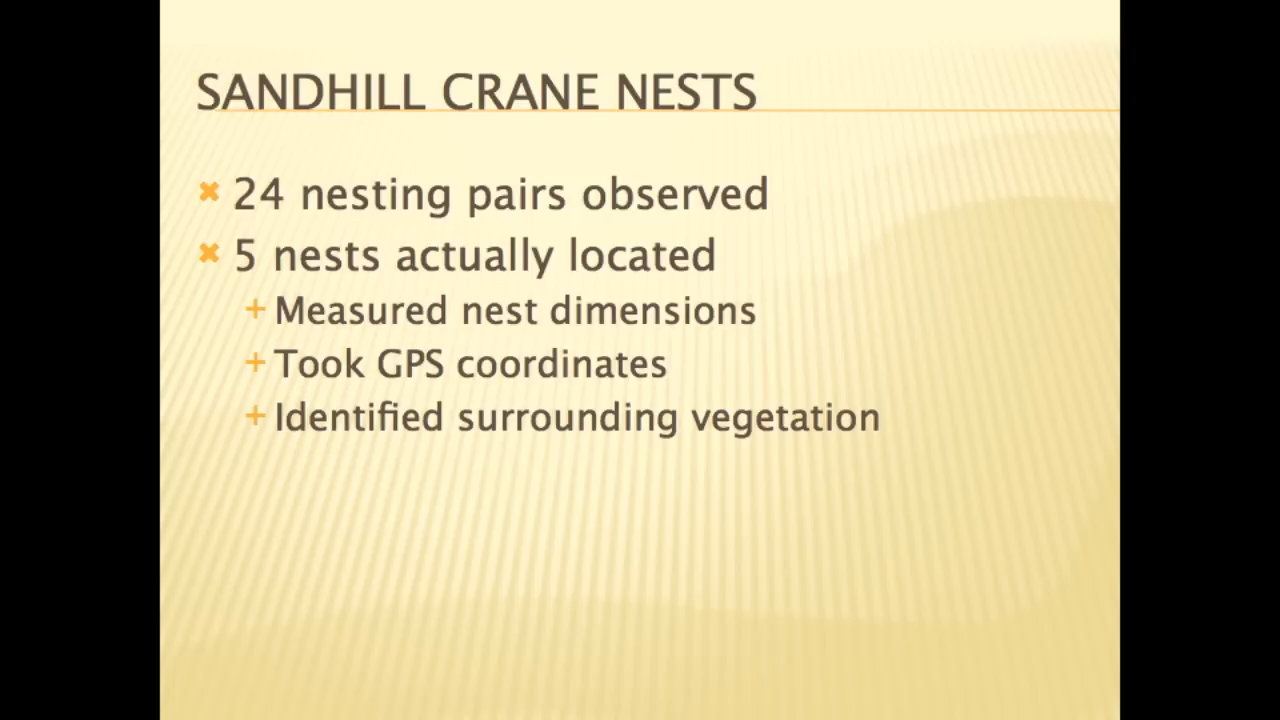 SANDHILL CRANE NESTS
24 nesting pairs observed
5 nests actually located
Measured nest dimensions
Took GPS coordinates
Identified surrounding vegetation